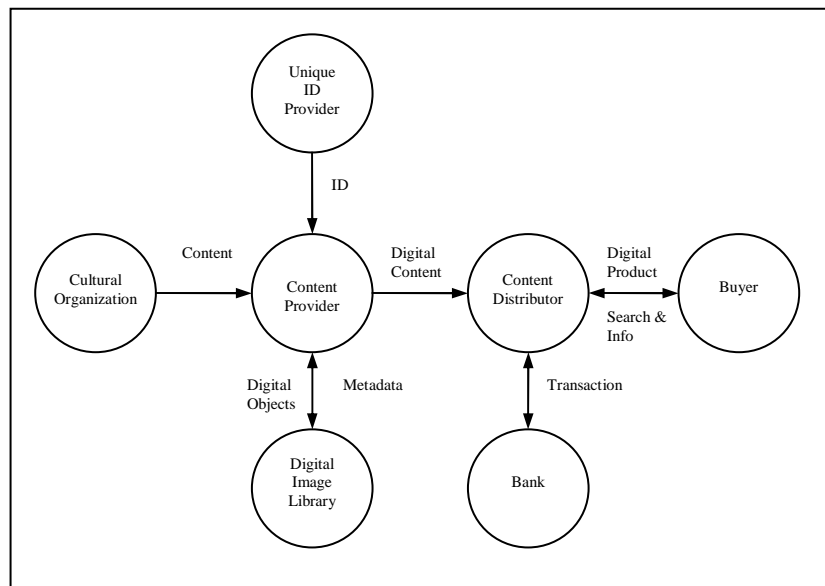 Unique
ID
Provider
ID
Content
Cultural
Organization
Content
Provider
Digital
Content
Content
Distributor
Digital
Product
Search &
Info
Buyer
Digital
Objects
Metadata
Transaction
Digital
Image
Library
Bank